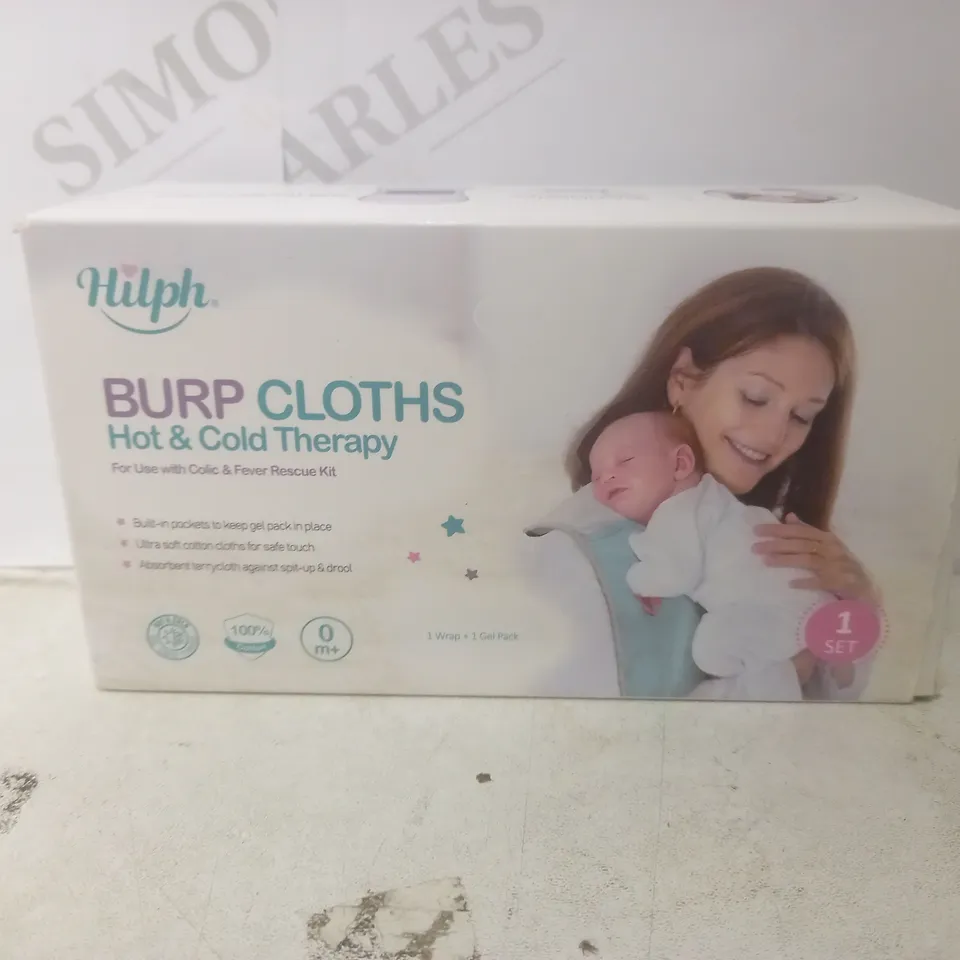 SIMO
ARLES
Hilph
BURP CLOTHS
Hot & Cold Therapy
For Use with Colic & Fever Rescue Kit
Built-in pockets to keep gel pack in place
Ultra soft cotton cloths for safe touch
Absorbent terrycloth against spit-up & drool
100%
Cotton
0
m+
1 Wrap + 1 Gel Pack
1
SET